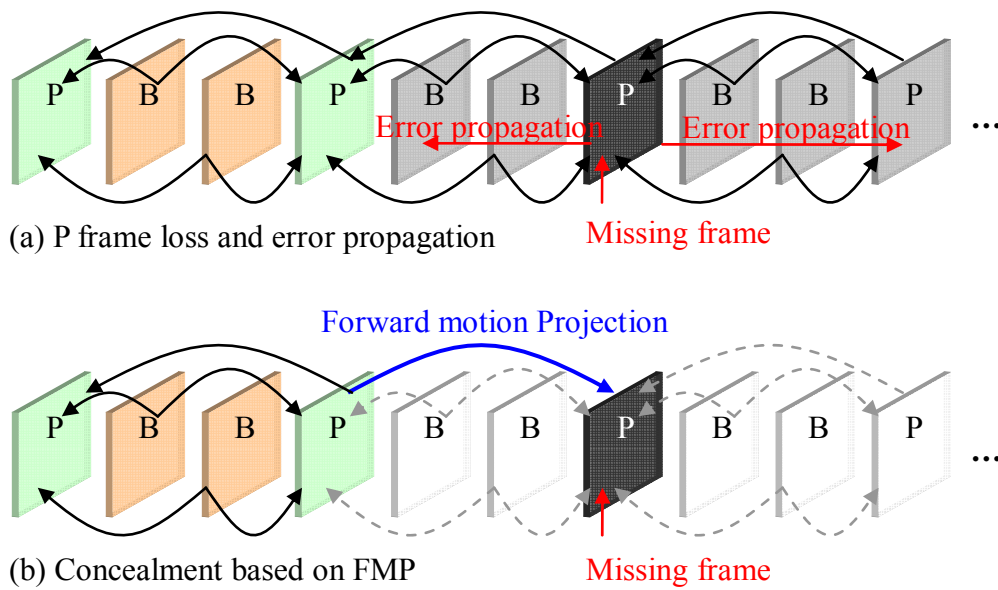 P B B P B B P B B P
Error propagation Error propagation ...
(a) P frame loss and error propagation Missing frame
Forward motion Projection
P B B P B B P B B P
...
(b) Concealment based on FMP Missing frame